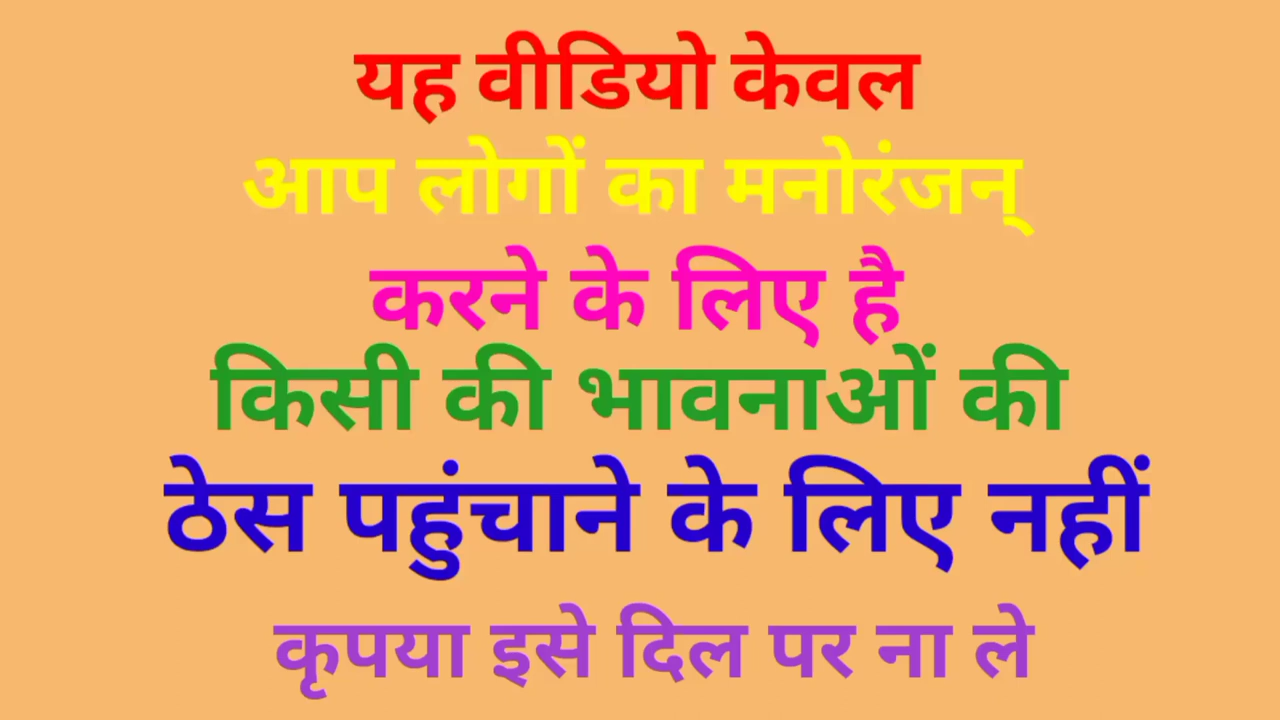 यह वीडियो केवल
आप लोगों का मनोरंजन्
करने के लिए है
किसी की भावनाओं की
ठेस पहुंचाने के लिए नहीं
कृपया इसे दिल पर ना ले